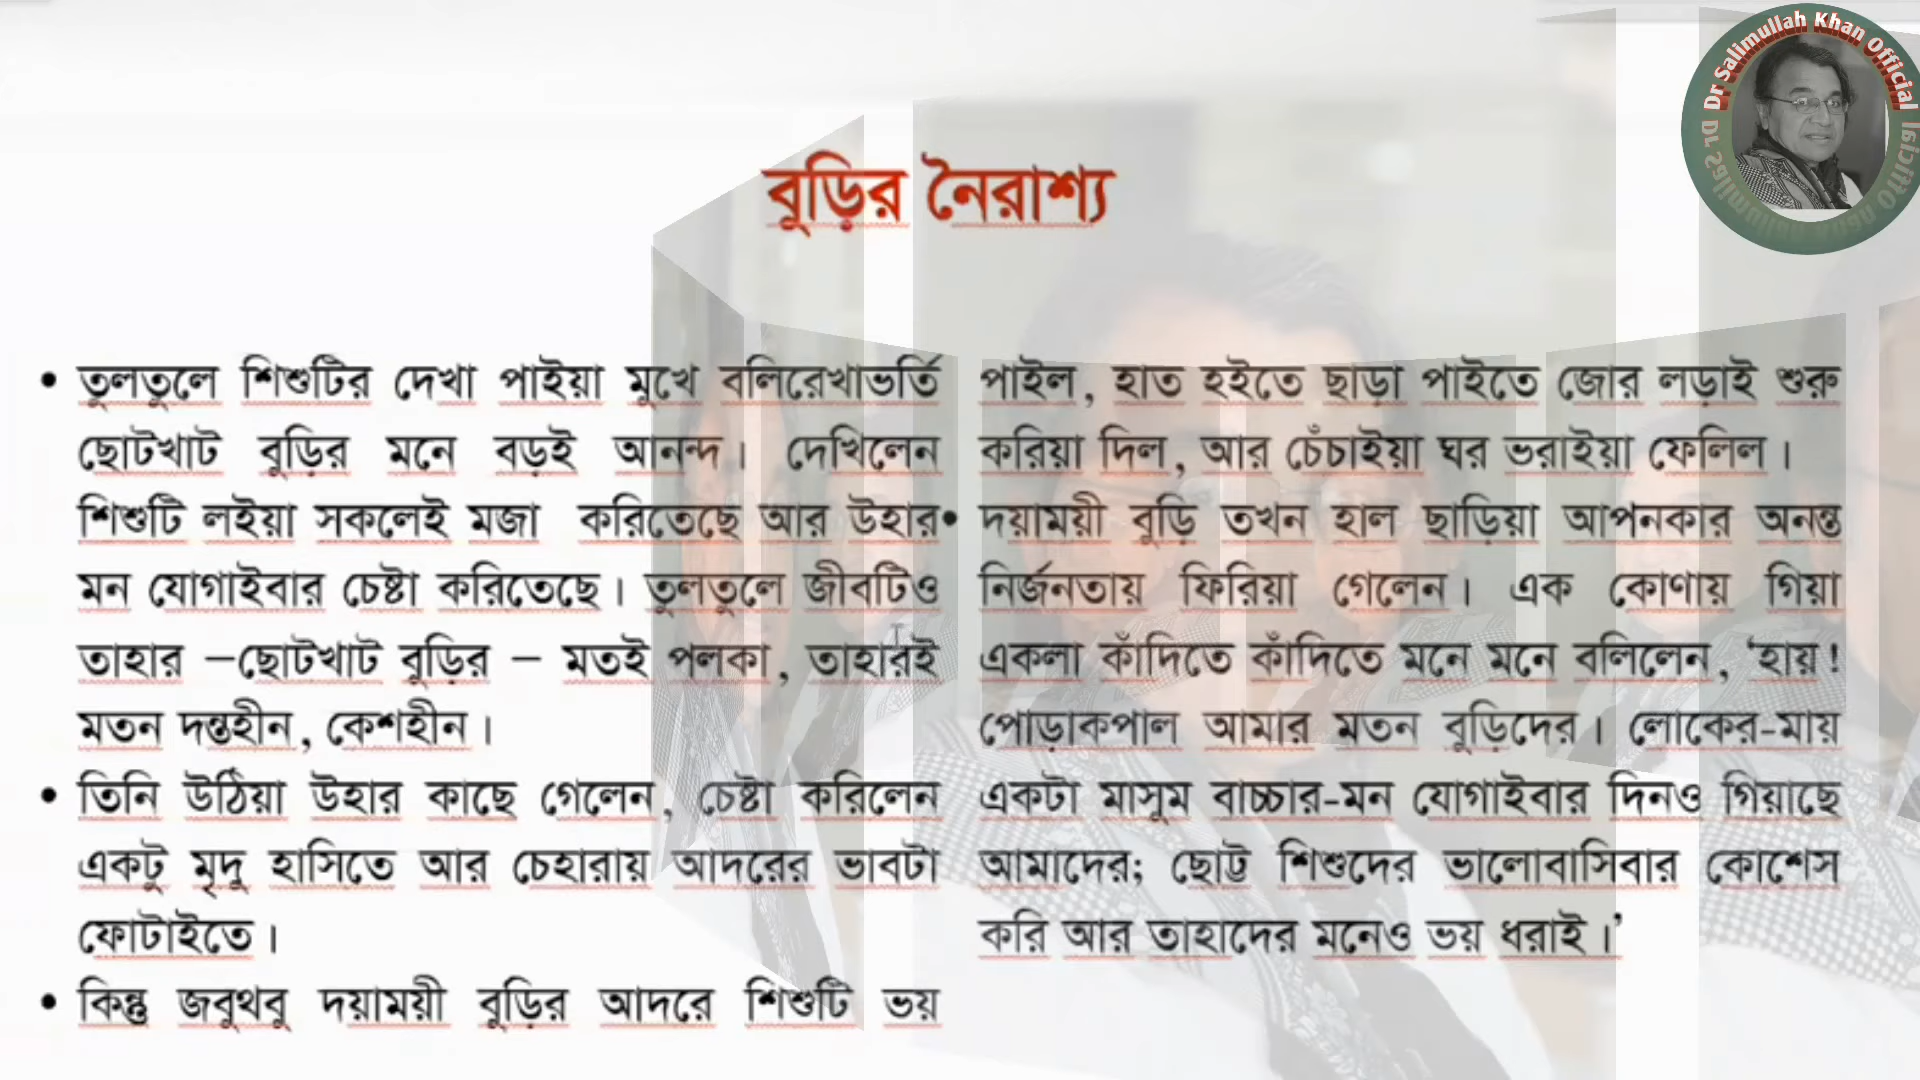 Dr Salimullah Khan Official
বুড়ির নৈরাশ্য
• তুলতুলে শিশুটির দেখা পাইয়া মুখে বলিরেখাভর্তি
ছোটখাট বুড়ির মনে বড়ই আনন্দ। দেখিলেন
শিশুটি লইয়া সকলেই মজা করিতেছে আর উহার
মন যোগাইবার চেষ্টা করিতেছে। তুলতুলে জীবটিও
তাহার –ছোটখাট বুড়ির – মতই পলকা, তাহারই
মতন দন্তহীন, কেশহীন।
• তিনি উঠিয়া উহার কাছে গেলেন, চেষ্টা করিলেন
একটু মৃদু হাসিতে আর চেহারায় আদরের ভাবটা
ফোটাইতে।
• কিন্তু জবুথবু দয়াময়ী বুড়ির আদরে শিশুটি ভয়
পাইল, হাত হইতে ছাড়া পাইতে জোর লড়াই শুরু
করিয়া দিল, আর চেঁচাইয়া ঘর ভরাইয়া ফেলিল।
• দয়াময়ী বুড়ি তখন হাল ছাড়িয়া আপনকার অনন্ত
নির্জনতায় ফিরিয়া গেলেন। এক কোণায় গিয়া
একলা কাঁদিতে কাঁদিতে মনে মনে বলিলেন, ‘হায়!
পোড়াকপাল আমার মতন বুড়িদের। লোকের-মায়
একটা মাসুম বাচ্চার-মন যোগাইবার দিনও গিয়াছে
আমাদের; ছোট্ট শিশুদের ভালোবাসিবার কোশেস
করি আর তাহাদের মনেও ভয় ধরাই।’